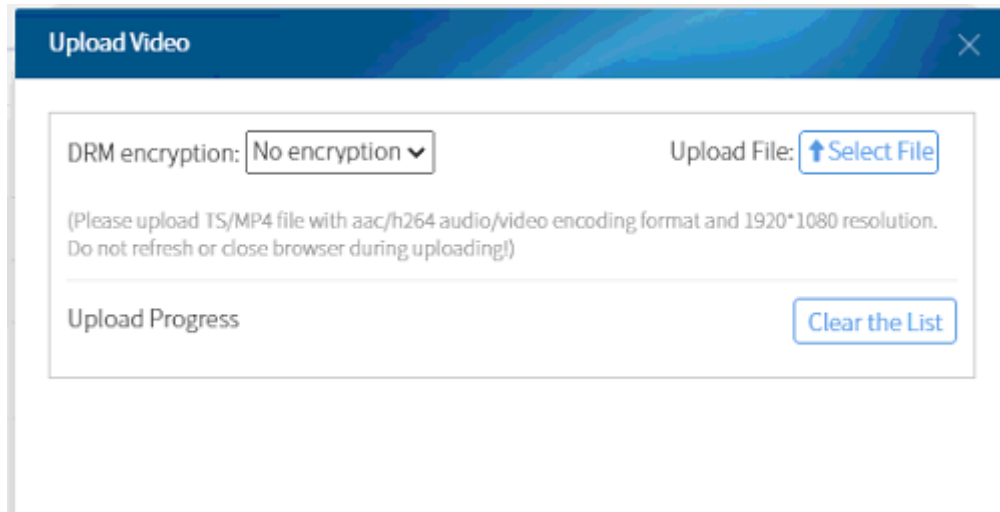 Upload Video
DRM encryption: No encryption Upload File: Select File
(Please upload TS/MP4 file with aac/h264 audio/video encoding format and 1920*1080 resolution.
Do not refresh or close browser during uploading!)
Upload Progress Clear the List